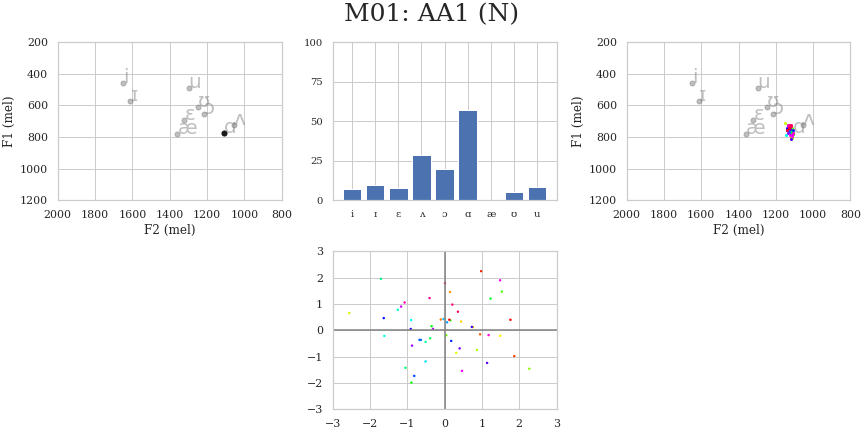 M01: AA1 (N)
200
400
600
800
1000
1200
F1 (mel)
2000 1800 1600 1400 1200 1000 800
F2 (mel)
i
ɪ
u
ʊ
ɔ
ɛ
æ
ɑ
ʌ
100
75
50
25
0
i ɪ ɛ ʌ ɔ ɑ æ ʊ u
200
400
600
800
1000
1200
F1 (mel)
2000 1800 1600 1400 1200 1000 800
F2 (mel)
i
ɪ
u
ʊ
ɔ
ɛ
æ
ɑ
ʌ
3
2
1
0
−1
−2
−3
−3 −2 −1 0 1 2 3